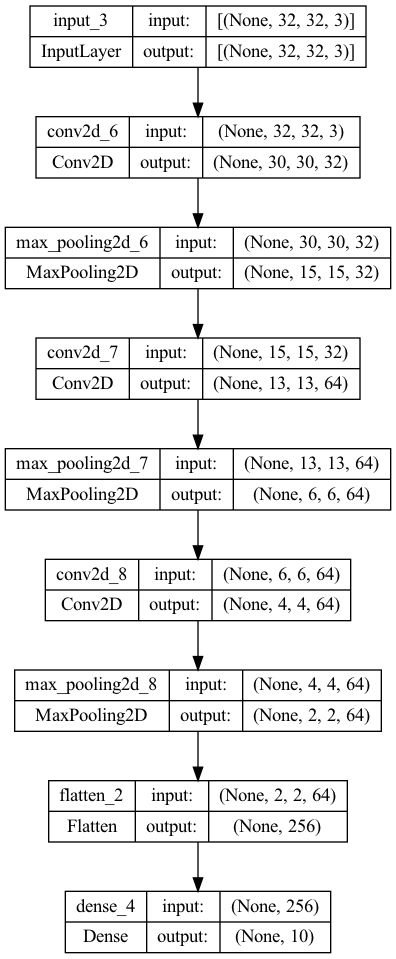 input_3 input: [(None, 32, 32, 3)]
InputLayer output: [(None, 32, 32, 3)]
conv2d_6 input: (None, 32, 32, 3)
Conv2D output: (None, 30, 30, 32)
max_pooling2d_6 input: (None, 30, 30, 32)
MaxPooling2D output: (None, 15, 15, 32)
conv2d_7 input: (None, 15, 15, 32)
Conv2D output: (None, 13, 13, 64)
max_pooling2d_7 input: (None, 13, 13, 64)
MaxPooling2D output: (None, 6, 6, 64)
conv2d_8 input: (None, 6, 6, 64)
Conv2D output: (None, 4, 4, 64)
max_pooling2d_8 input: (None, 4, 4, 64)
MaxPooling2D output: (None, 2, 2, 64)
flatten_2 input: (None, 2, 2, 64)
Flatten output: (None, 256)
dense_4 input: (None, 256)
Dense output: (None, 10)